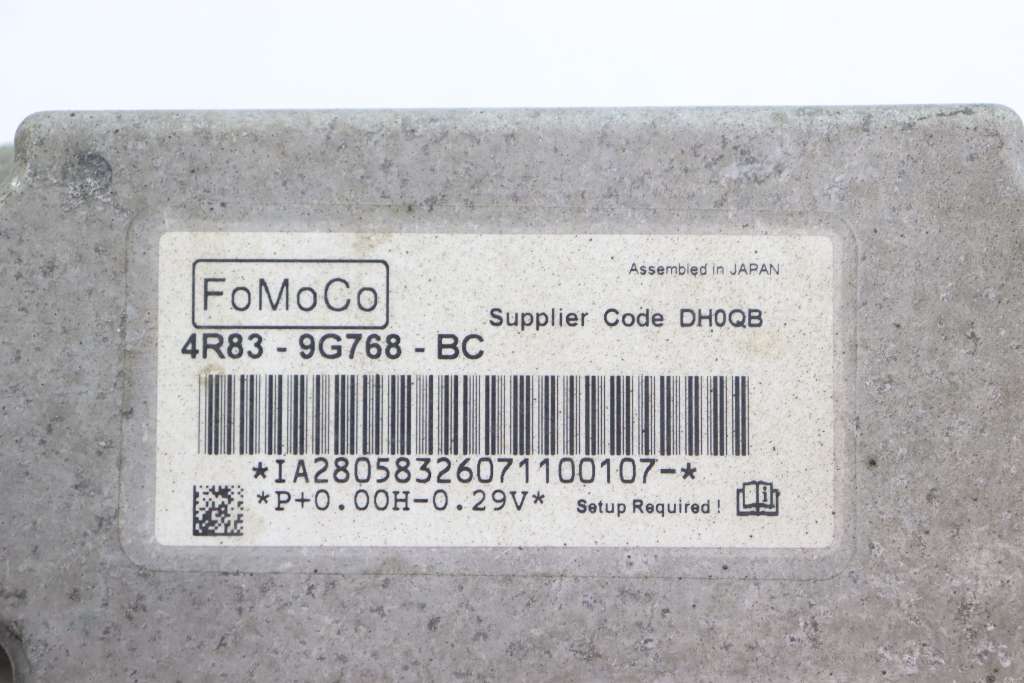 Assembled in JAPAN
FoMoCo
Supplier Code DH0QB
4R83 - 9G768 - BC
*IA28058326071100107-*
*P+0.00H-0.29V*
Setup Required !